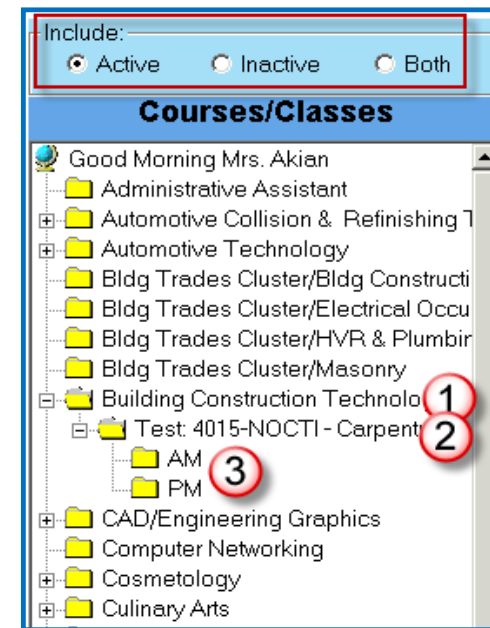 Include:
Active Inactive Both
Courses/Classes
Good Morning Mrs. Akian
Administrative Assistant
Automotive Collision & Refinishing T
Automotive Technology
Bldg Trades Cluster/Bldg Constructi
Bldg Trades Cluster/Electrical Occu
Bldg Trades Cluster/HVR & Plumbin
Bldg Trades Cluster/Masonry
Building Construction Technolo 1
Test: 4015-NOCTI - Carpent 2
AM
3
PM
CAD/Engineering Graphics
Computer Networking
Cosmetology
Culinary Arts